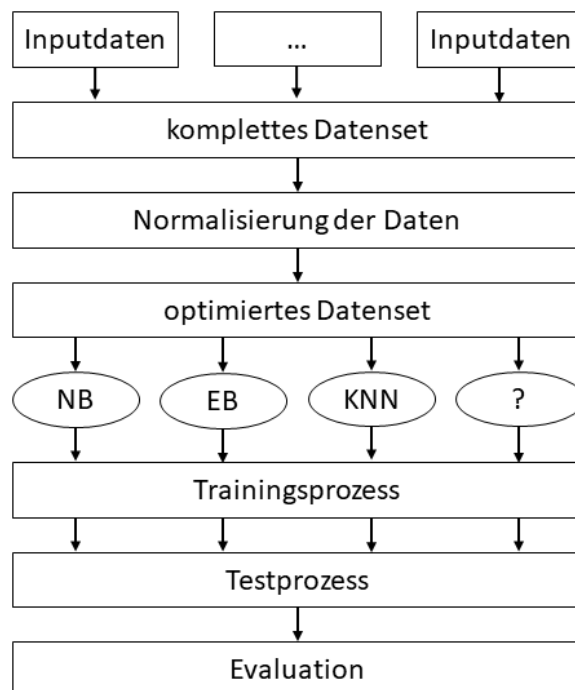 Inputdaten
...
Inputdaten
komplettes Datenset
Normalisierung der Daten
optimiertes Datenset
NB
EB
KNN
?
Trainingsprozess
Testprozess
Evaluation